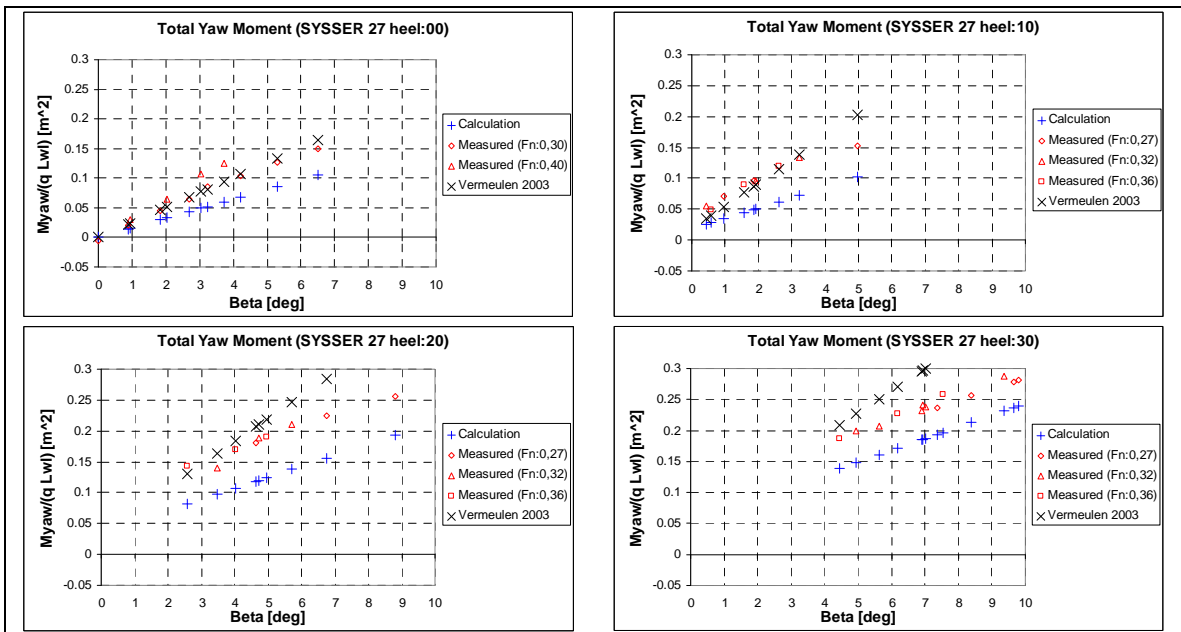 Total Yaw Moment (SYSSER 27 heel:00)
Myaw/(q Lwl) [m^2]
0.3
0.25
0.2
0.15
0.1
0.05
0
-0.05
0 1 2 3 4 5 6 7 8 9 10
Beta [deg]
Calculation
Measured (Fn:0,30)
Measured (Fn:0,40)
Vermeulen 2003
Total Yaw Moment (SYSSER 27 heel:10)
Myaw/(q Lwl) [m^2]
0.3
0.25
0.2
0.15
0.1
0.05
0
-0.05
0 1 2 3 4 5 6 7 8 9 10
Beta [deg]
Calculation
Measured (Fn:0,27)
Measured (Fn:0,32)
Measured (Fn:0,36)
Vermeulen 2003
Total Yaw Moment (SYSSER 27 heel:20)
Myaw/(q Lwl) [m^2]
0.3
0.25
0.2
0.15
0.1
0.05
0
-0.05
0 1 2 3 4 5 6 7 8 9 10
Beta [deg]
Calculation
Measured (Fn:0,27)
Measured (Fn:0,32)
Measured (Fn:0,36)
Vermeulen 2003
Total Yaw Moment (SYSSER 27 heel:30)
Myaw/(q Lwl) [m^2]
0.3
0.25
0.2
0.15
0.1
0.05
0
-0.05
0 1 2 3 4 5 6 7 8 9 10
Beta [deg]
Calculation
Measured (Fn:0,27)
Measured (Fn:0,32)
Measured (Fn:0,36)
Vermeulen 2003